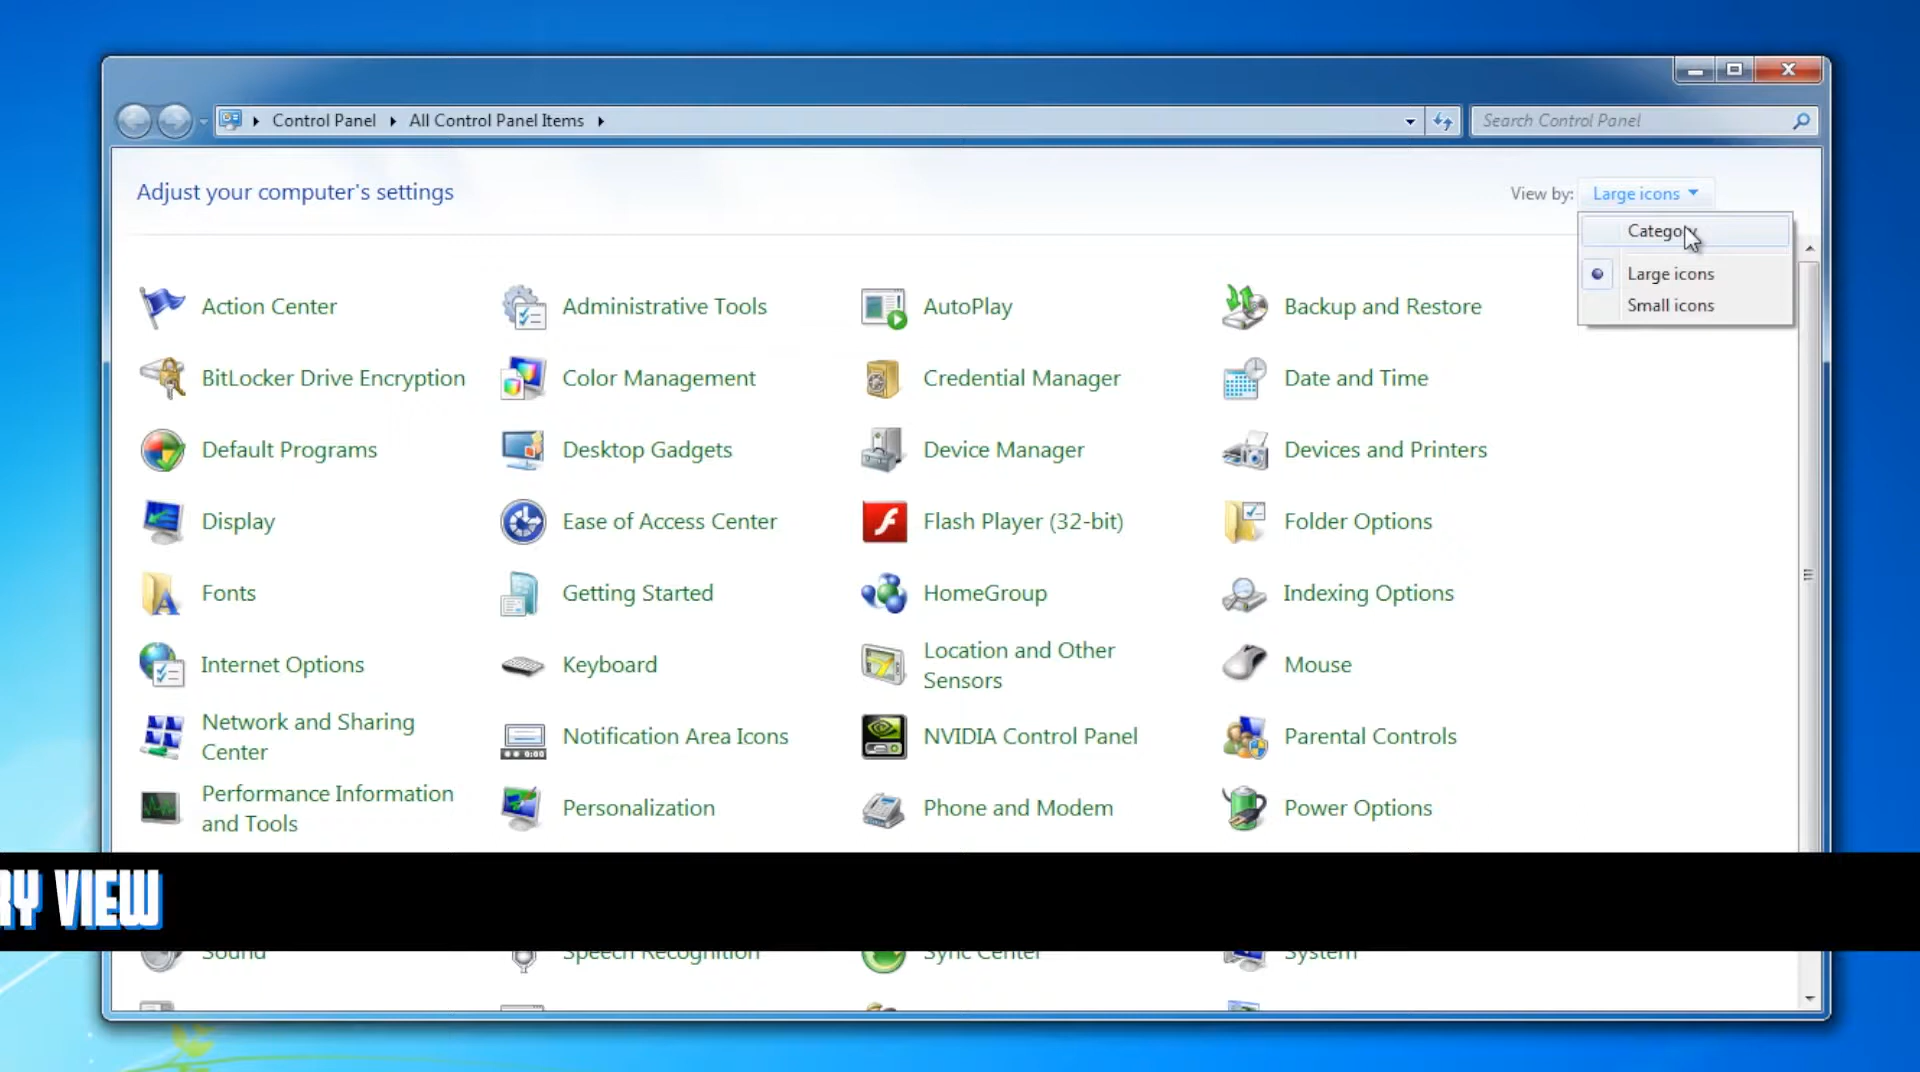 Control Panel All Control Panel Items
Search Control Panel
Adjust your computer's settings
View by: Large icons
Category
Large icons
Small icons
Action Center
Administrative Tools
AutoPlay
Backup and Restore
BitLocker Drive Encryption
Color Management
Credential Manager
Date and Time
Default Programs
Desktop Gadgets
Device Manager
Devices and Printers
Display
Ease of Access Center
Flash Player (32-bit)
Folder Options
Fonts
Getting Started
HomeGroup
Indexing Options
Internet Options
Keyboard
Location and Other
Sensors
Mouse
Network and Sharing
Center
Notification Area Icons
NVIDIA Control Panel
Parental Controls
Performance Information
and Tools
Personalization
Phone and Modem
Power Options
RY VIEW
Sound
Speech Recognition
Sync Center
System